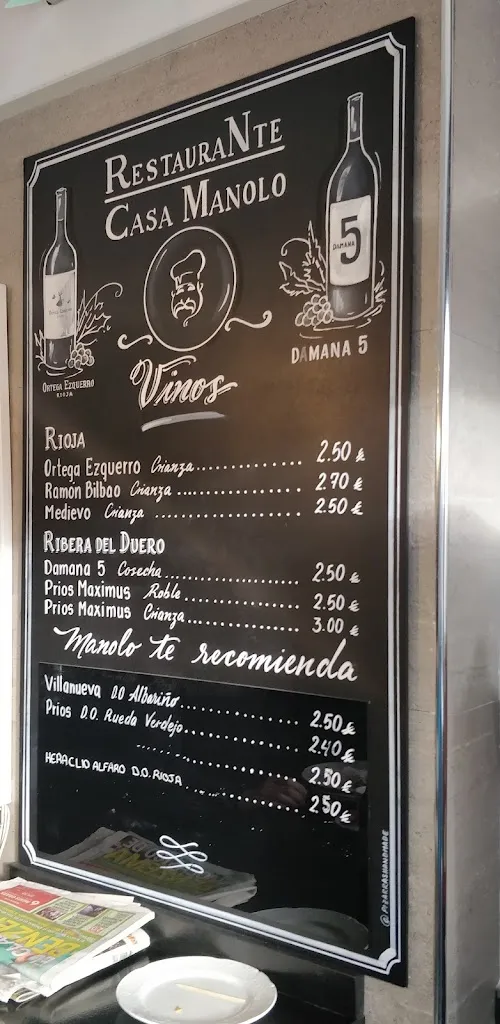 RESTAURANTE
CASA MANOLO
5
DAMANA
DAMANA 5
ORTEGA EZQUERRO
RIOJA
Vinos
RIOJA
Ortega Ezquerro Crianza.................. 2.50 €
Ramón Bilbao Crianza..................... 2.70 €
Medievo Crianza ..................... 2.50 €
RIBERA DEL DUERO
Damana 5 Cosecha..................... 2.50 €
Prios Maximus Roble..................... 2.50 €
Prios Maximus Crianza..................... 3.00 €
Manolo te recomienda
Villanueva D.O Albariño.................. 2.50 €
Prios D.O. Rueda Verdejo.................. 2.40 €
..................... 2.50 €
HERACLIO ALFARO D.O. RIOJA.................. 2.50 €
@PIZARRASHANDMADE